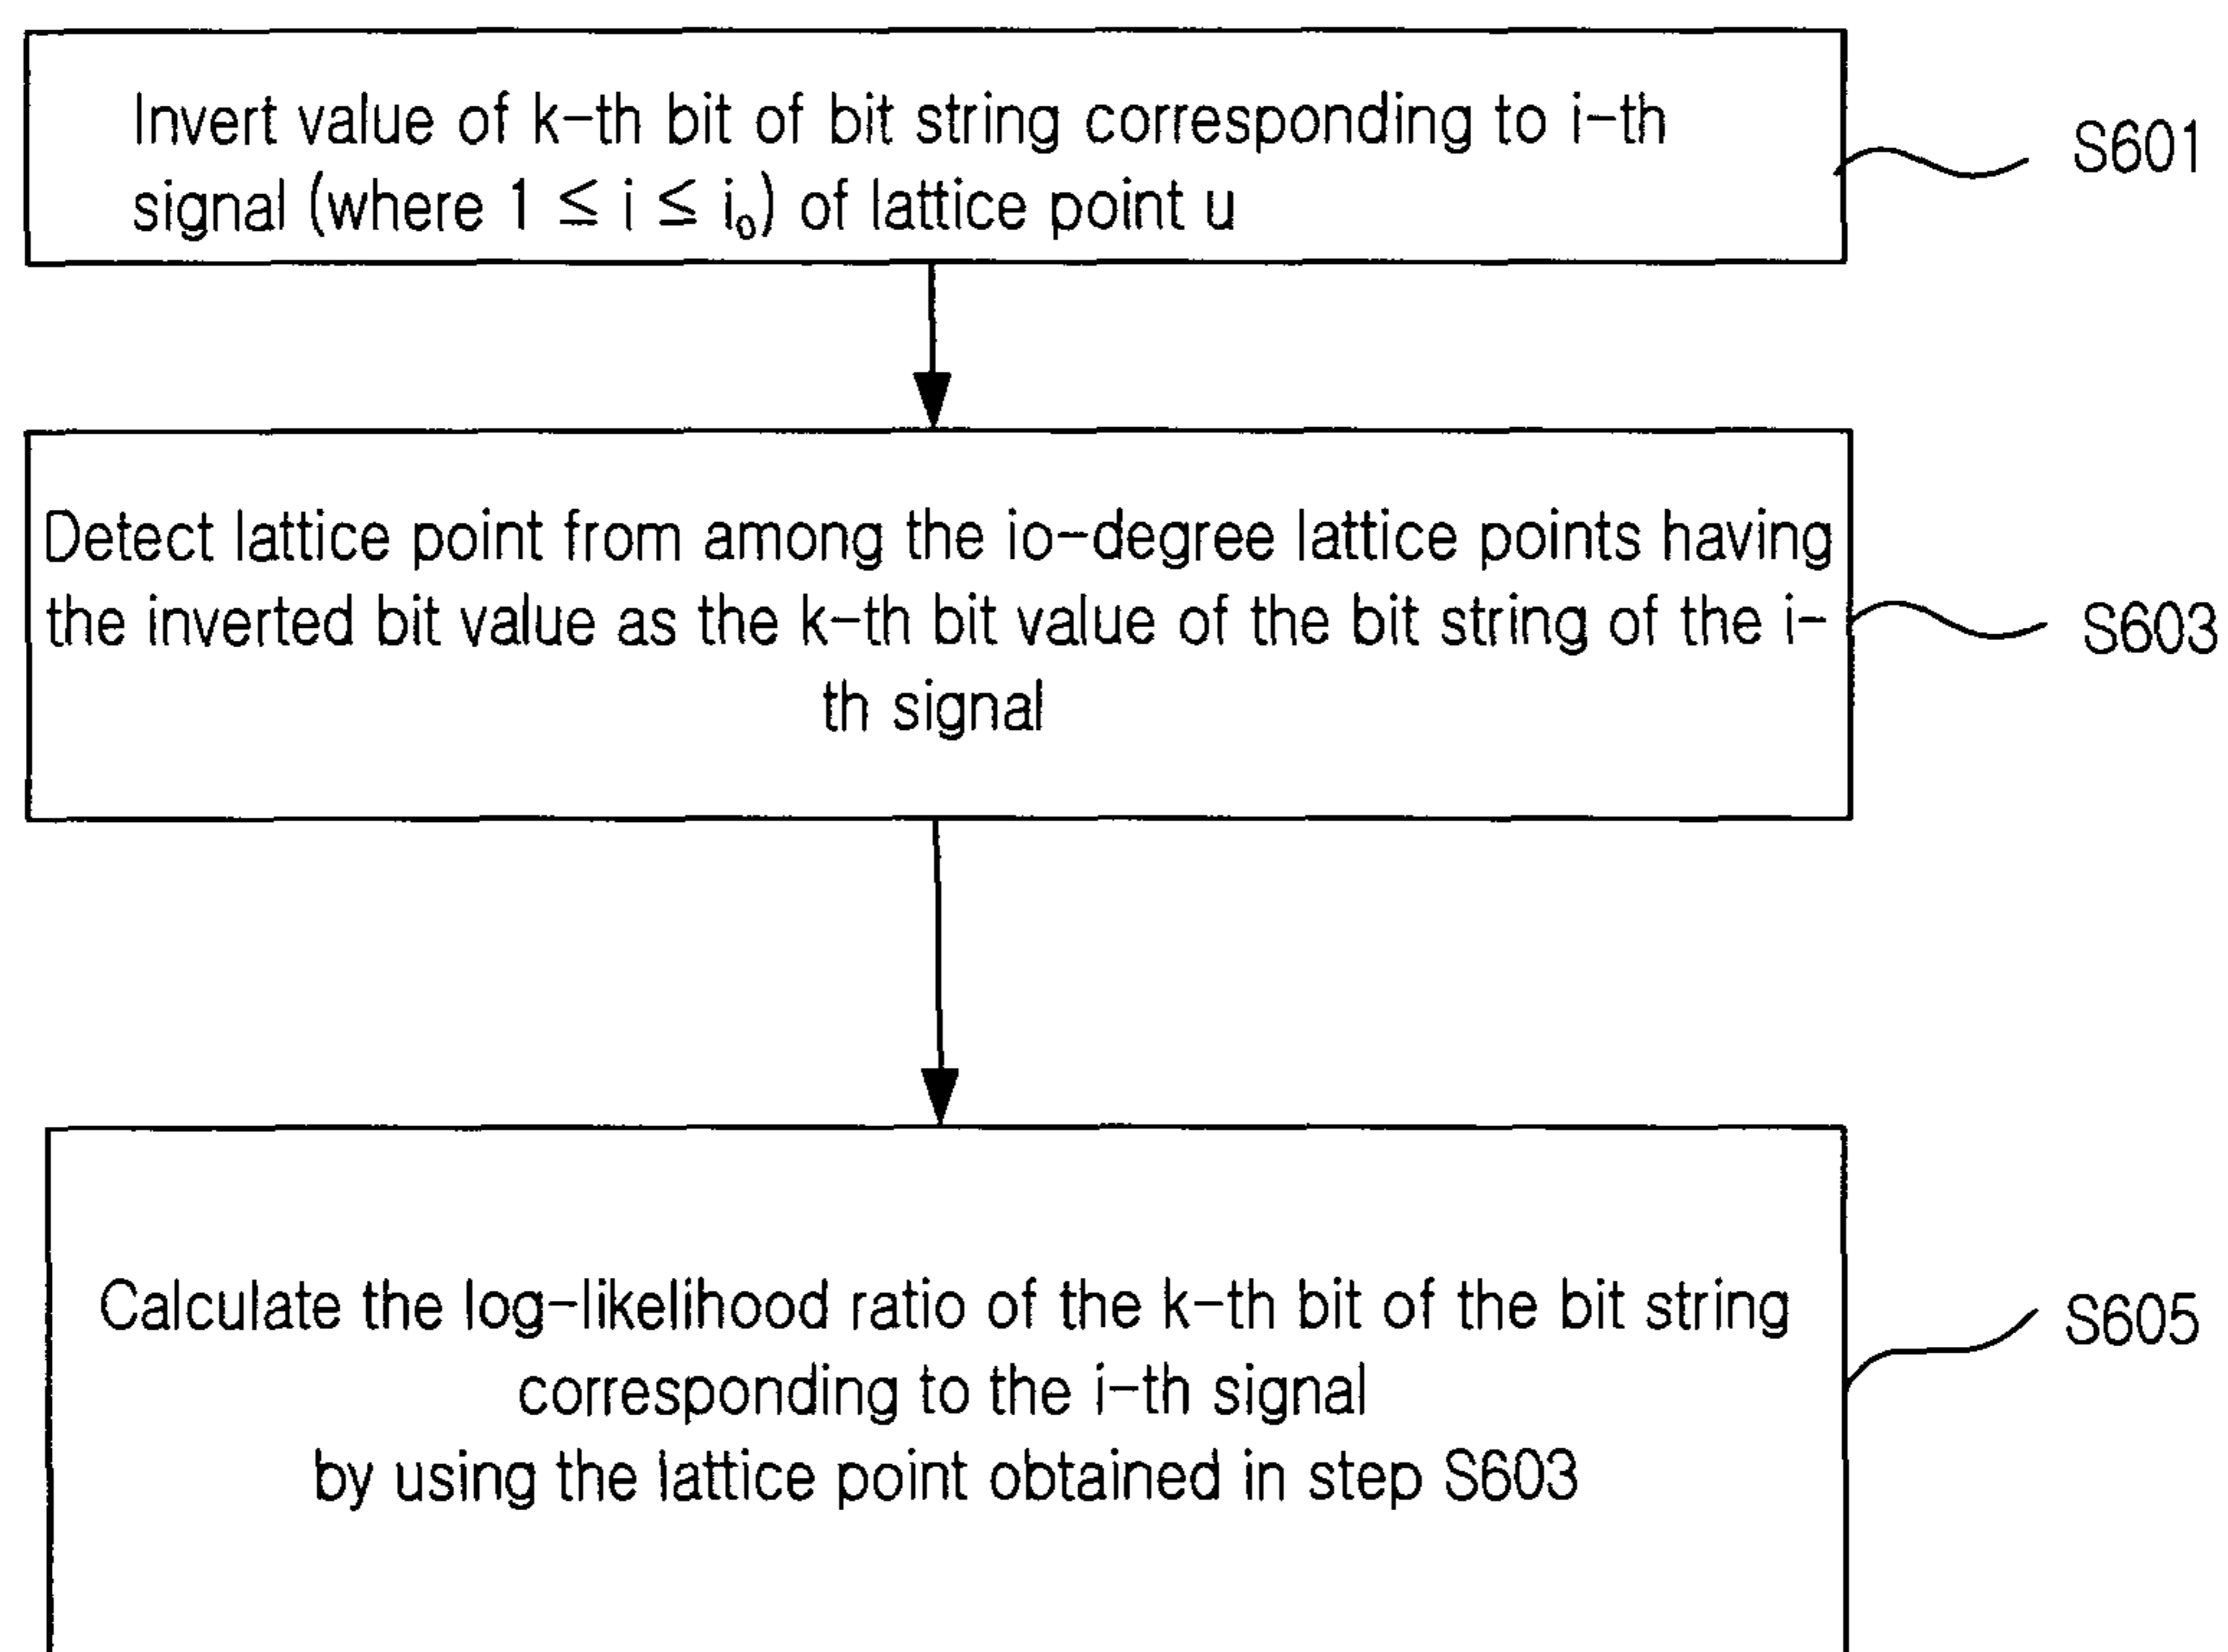 Invert value of k-th bit of bit string corresponding to i-th
signal (where 1 ≤ i ≤ i₀) of lattice point u
S601
Detect lattice point from among the io-degree lattice points having
the inverted bit value as the k-th bit value of the bit string of the i-
th signal
S603
Calculate the log-likelihood ratio of the k-th bit of the bit string
corresponding to the i-th signal
by using the lattice point obtained in step S603
S605